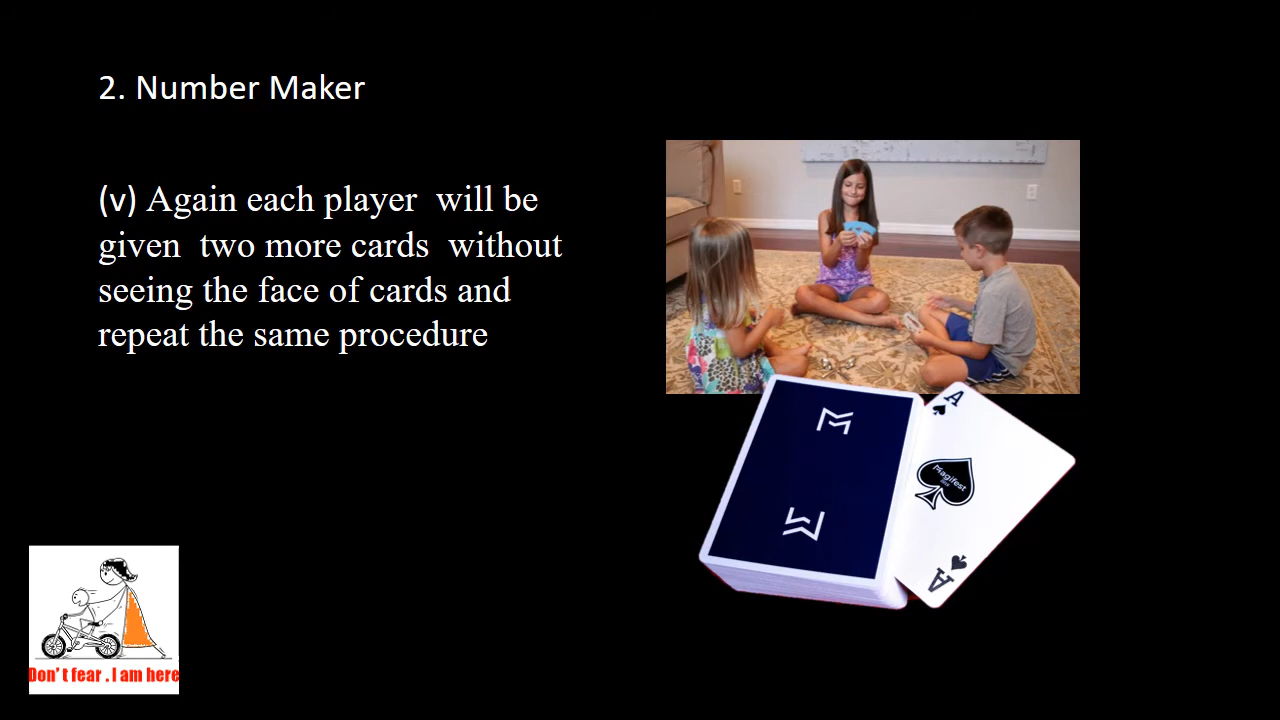 2. Number Maker
(v) Again each player will be
given two more cards without
seeing the face of cards and
repeat the same procedure
A
Magifest
A
Don't fear . I am here